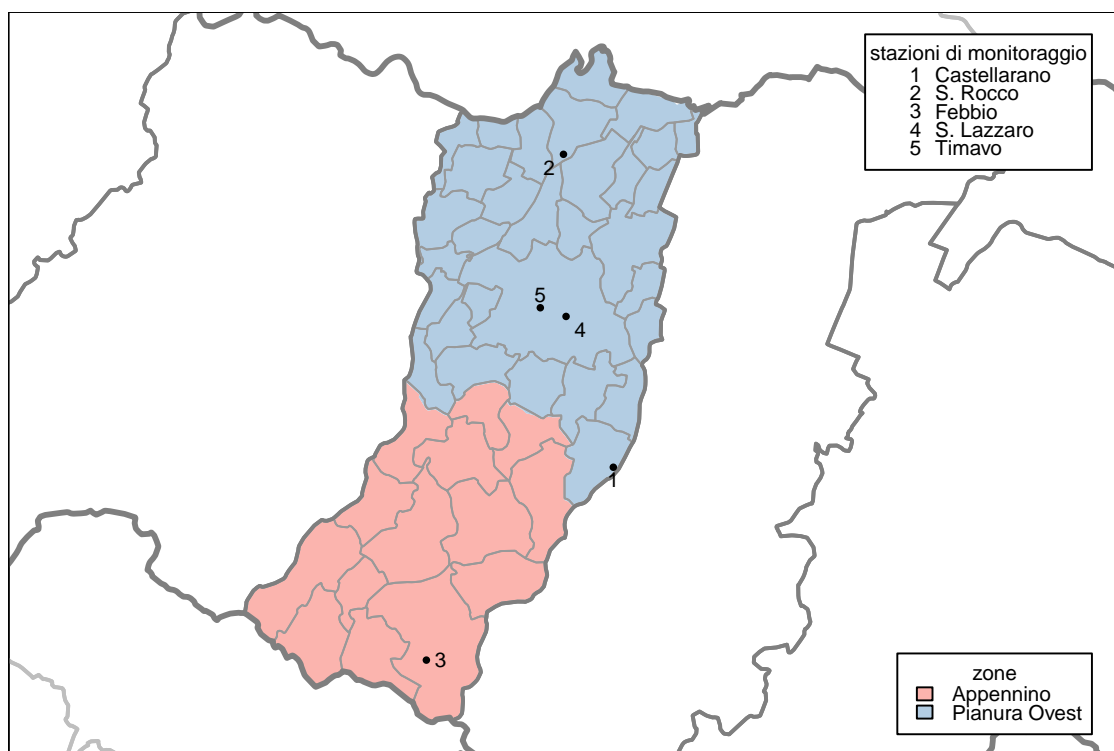 stazioni di monitoraggio
1 Castellarano
2 S. Rocco
3 Febbio
4 S. Lazzaro
5 Timavo
2
5
4
1
3
zone
Appennino
Pianura Ovest